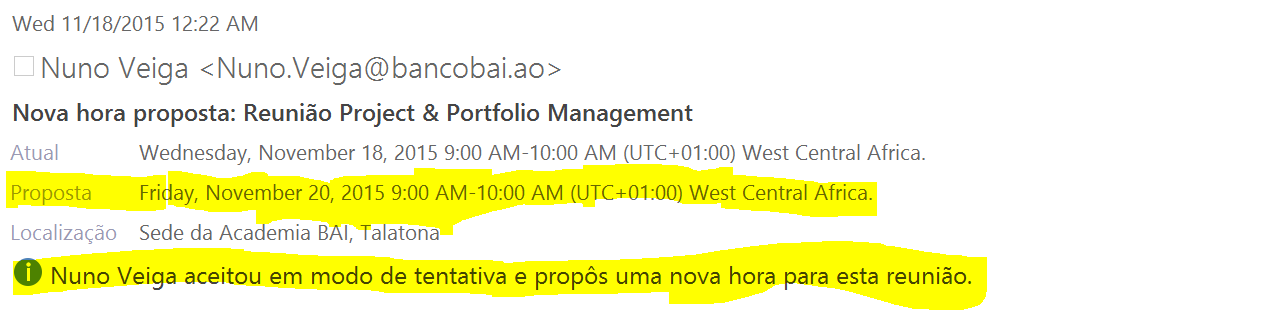 Wed 11/18/2015 12:22 AM
Nuno Veiga <Nuno.Veiga@bancobai.ao>
Nova hora proposta: Reunião Project & Portfolio Management
Atual Wednesday, November 18, 2015 9:00 AM-10:00 AM (UTC+01:00) West Central Africa.
Proposta Friday, November 20, 2015 9:00 AM-10:00 AM (UTC+01:00) West Central Africa.
Localização Sede da Academia BAI, Talatona
Nuno Veiga aceitou em modo de tentativa e propôs uma nova hora para esta reunião.